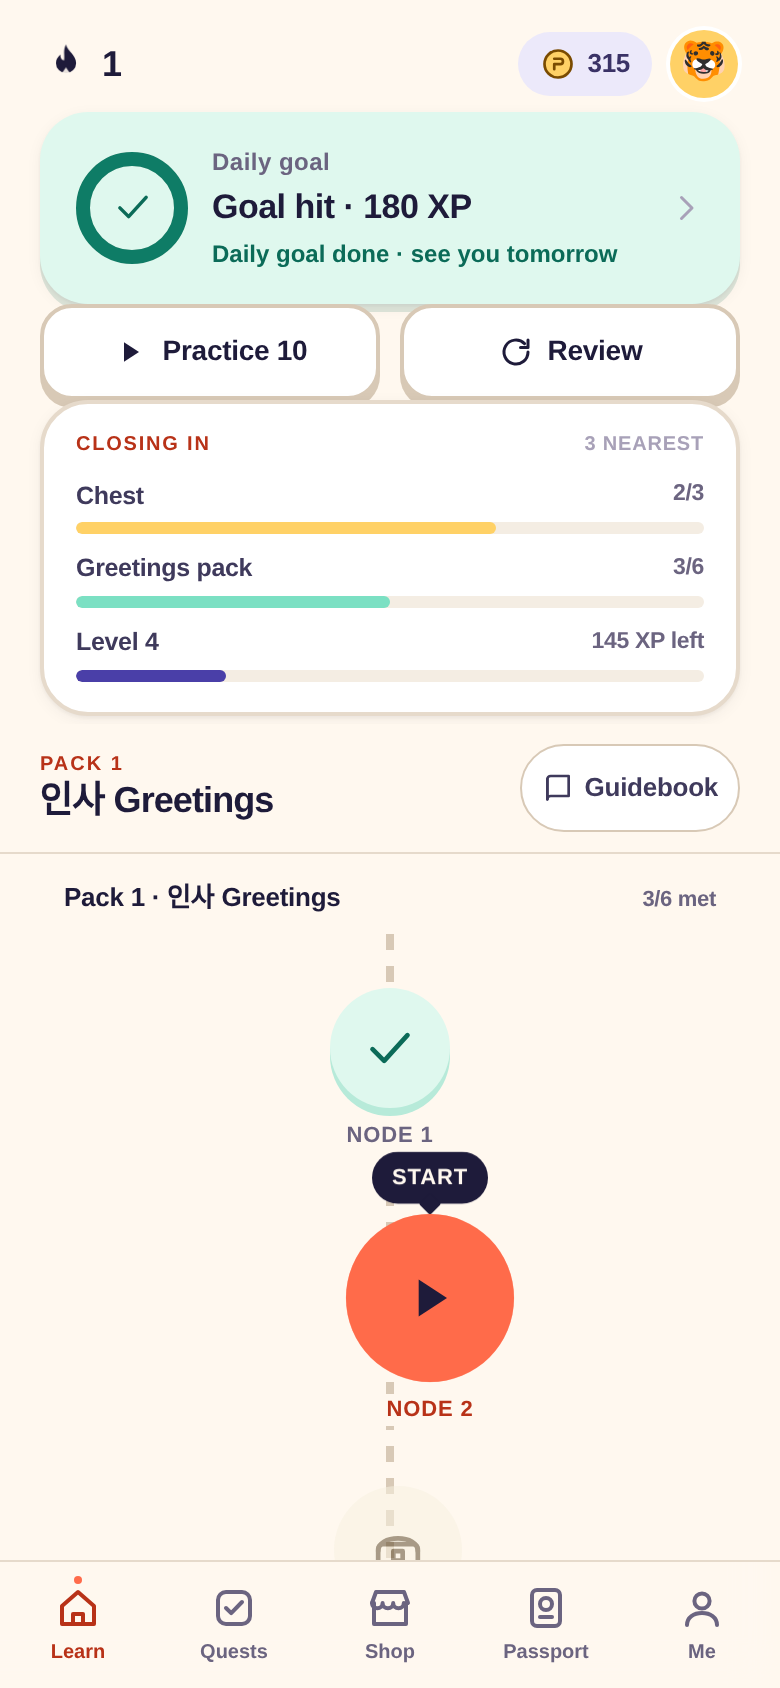 1
315
Daily goal
Goal hit · 180 XP
Daily goal done · see you tomorrow
Practice 10
Review
CLOSING IN
3 NEAREST
Chest
2/3
Greetings pack
3/6
Level 4
145 XP left
PACK 1
인사 Greetings
Guidebook
Pack 1 · 인사 Greetings
3/6 met
NODE 1
START
NODE 2
Learn
Quests
Shop
Passport
Me